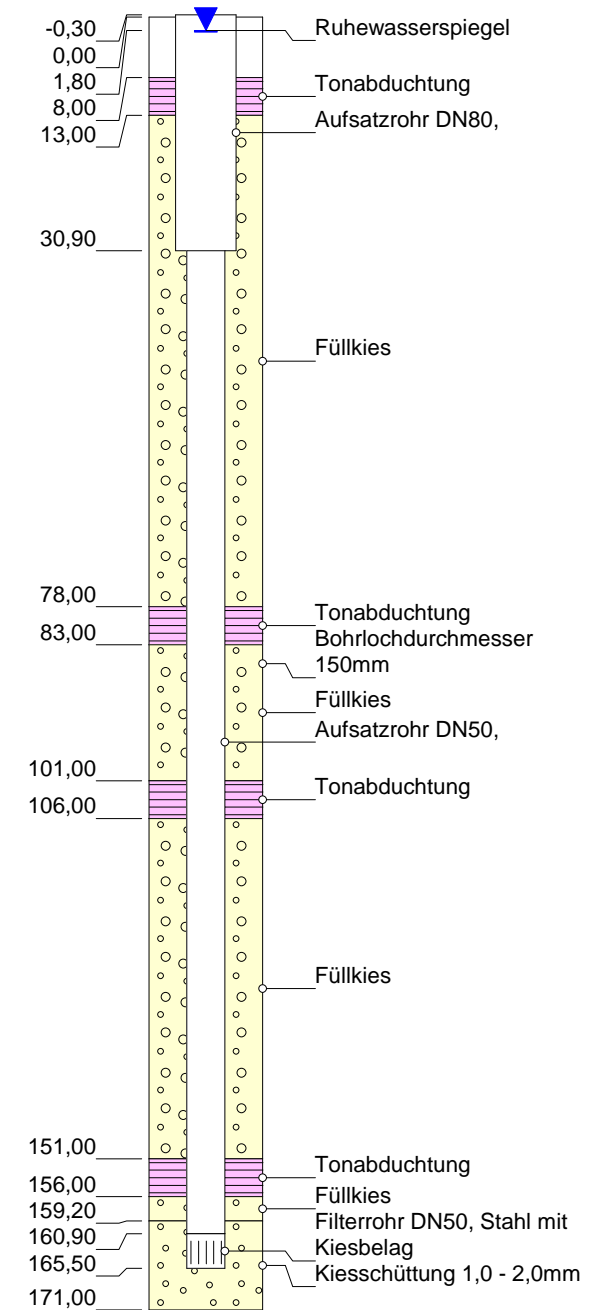 -0,30
Ruhewasserspiegel
0,00
1,80
Tonabduchtung
8,00
Aufsatzrohr DN80,
13,00
30,90
Füllkies
78,00
Tonabduchtung
83,00
Bohrlochdurchmesser
150mm
Füllkies
Aufsatzrohr DN50,
101,00
Tonabduchtung
106,00
Füllkies
151,00
Tonabduchtung
156,00
Füllkies
159,20
Filterrohr DN50, Stahl mit
160,90
Kiesbelag
165,50
Kiesschüttung 1,0 - 2,0mm
171,00